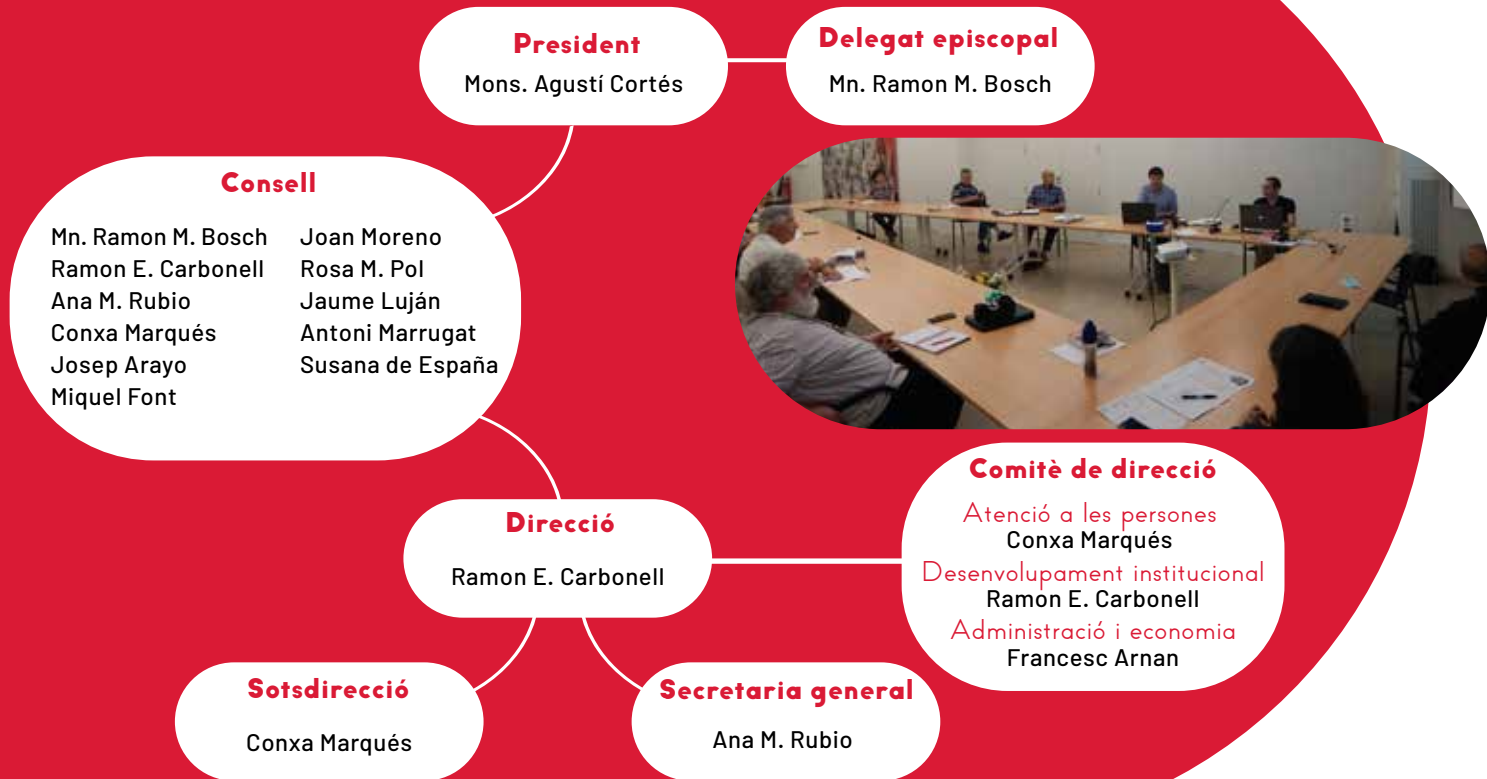 President
Mons. Agustí Cortés
Delegat episcopal
Mn. Ramon M. Bosch
Consell
Mn. Ramon M. Bosch
Ramon E. Carbonell
Ana M. Rubio
Conxa Marqués
Josep Arayo
Miquel Font
Joan Moreno
Rosa M. Pol
Jaume Luján
Antoni Marrugat
Susana de España
Direcció
Ramon E. Carbonell
Comitè de direcció
Atenció a les persones
Conxa Marqués
Desenvolupament institucional
Ramon E. Carbonell
Administració i economia
Francesc Arnan
Sotsdirecció
Conxa Marqués
Secretaria general
Ana M. Rubio